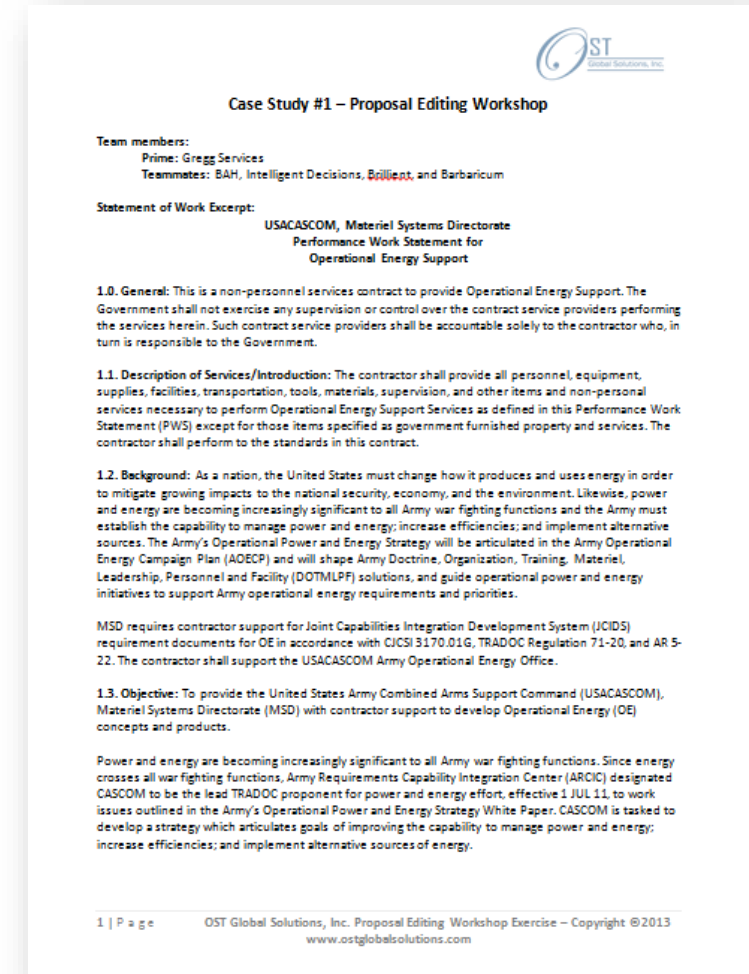 OST
Global Solutions, Inc.
Case Study #1 – Proposal Editing Workshop
Team members:
Prime: Gregg Services
Teammates: BAH, Intelligent Decisions, Brillient, and Barbaricum
Statement of Work Excerpt:
USACASCOM, Materiel Systems Directorate
Performance Work Statement for
Operational Energy Support
1.0. General: This is a non-personnel services contract to provide Operational Energy Support. The
Government shall not exercise any supervision or control over the contract service providers performing
the services herein. Such contract service providers shall be accountable solely to the contractor who, in
turn is responsible to the Government.
1.1. Description of Services/Introduction: The contractor shall provide all personnel, equipment,
supplies, facilities, transportation, tools, materials, supervision, and other items and non-personal
services necessary to perform Operational Energy Support Services as defined in this Performance Work
Statement (PWS) except for those items specified as government furnished property and services. The
contractor shall perform to the standards in this contract.
1.2. Background: As a nation, the United States must change how it produces and uses energy in order
to mitigate growing impacts to the national security, economy, and the environment. Likewise, power
and energy are becoming increasingly significant to all Army war fighting functions and the Army must
establish the capability to manage power and energy; increase efficiencies; and implement alternative
sources. The Army's Operational Power and Energy Strategy will be articulated in the Army Operational
Energy Campaign Plan (AOECP) and will shape Army Doctrine, Organization, Training, Materiel,
Leadership, Personnel and Facility (DOTMLPF) solutions, and guide operational power and energy
initiatives to support Army operational energy requirements and priorities.
MSD requires contractor support for Joint Capabilities Integration Development System (JCIDS)
requirement documents for OE in accordance with CJCSI 3170.01G, TRADOC Regulation 71-20, and AR 5-
22. The contractor shall support the USACASCOM Army Operational Energy Office.
1.3. Objective: To provide the United States Army Combined Arms Support Command (USACASCOM),
Materiel Systems Directorate (MSD) with contractor support to develop Operational Energy (OE)
concepts and products.
Power and energy are becoming increasingly significant to all Army war fighting functions. Since energy
crosses all war fighting functions, Army Requirements Capability Integration Center (ARCIC) designated
CASCOM to be the lead TRADOC proponent for power and energy effort, effective 1 JUL 11, to work
issues outlined in the Army's Operational Power and Energy Strategy White Paper. CASCOM is tasked to
develop a strategy which articulates goals of improving the capability to manage power and energy;
increase efficiencies; and implement alternative sources of energy.
1 | P a g e OST Global Solutions, Inc. Proposal Editing Workshop Exercise – Copyright ©2013
www.ostglobalsolutions.com